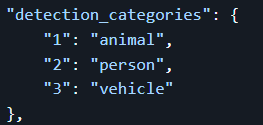 "detection_categories": {
    "1": "animal",
    "2": "person",
    "3": "vehicle"
},